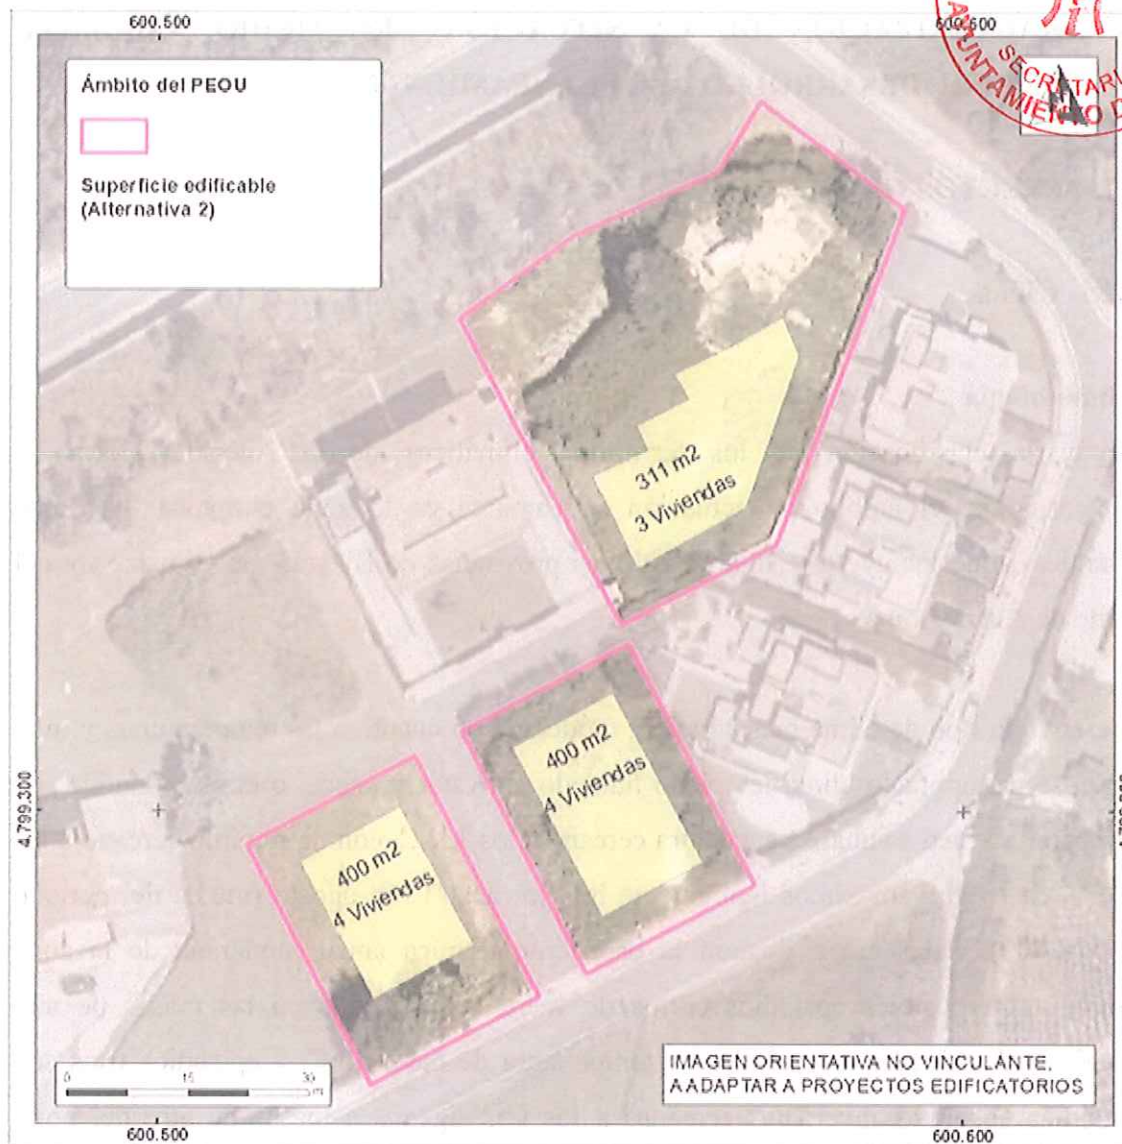 600.500
600.600
SECRETARI
AYUNTAMIENTO D
Ámbito del PEOU
Superficie edificable
(Alternativa 2)
311 m2
3 Viviendas
400 m2
4 Viviendas
400 m2
4 Viviendas
4.799.300
0 15 30
m
IMAGEN ORIENTATIVA NO VINCULANTE,
A ADAPTAR A PROYECTOS EDIFICATORIOS
600.500
600.600